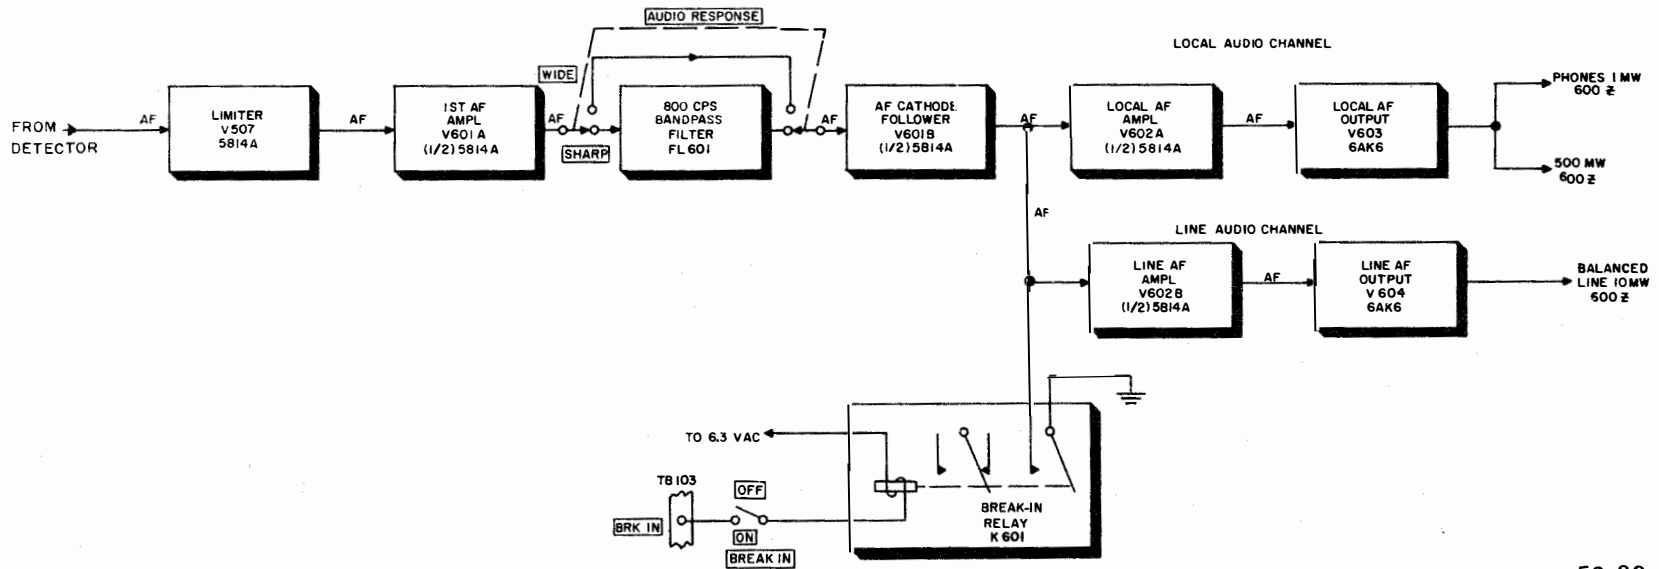 AUDIO RESPONSE
LOCAL AUDIO CHANNEL
WIDE
FROM
DETECTOR
AF
LIMITER
V507
5814A
AF
1ST AF
AMPL
V601A
(1/2)5814A
AF
SHARP
800 CPS
BANDPASS
FILTER
FL601
AF
AF CATHODE
FOLLOWER
V601B
(1/2)5814A
AF
LOCAL AF
AMPL
V602A
(1/2)5814A
AF
LOCAL AF
OUTPUT
V603
6AK6
PHONES 1 MW
600 Z
500 MW
600 Z
AF
LINE AUDIO CHANNEL
LINE AF
AMPL
V602B
(1/2)5814A
AF
LINE AF
OUTPUT
V604
6AK6
BALANCED
LINE 10MW
600 Z
TO 6.3 VAC
TB103
OFF
BRK IN
ON
BREAK IN
BREAK-IN
RELAY
K601